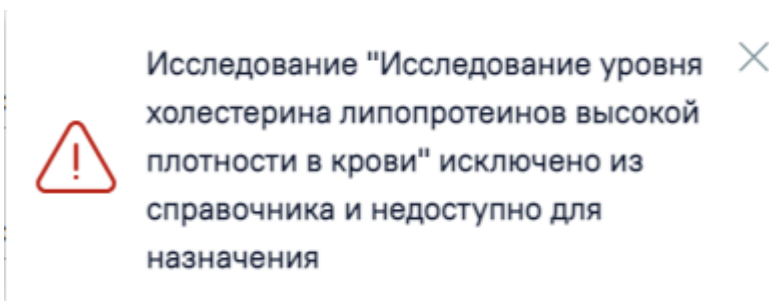 Исследование "Исследование уровня
холестерина липопротеинов высокой
плотности в крови" исключено из
справочника и недоступно для
назначения